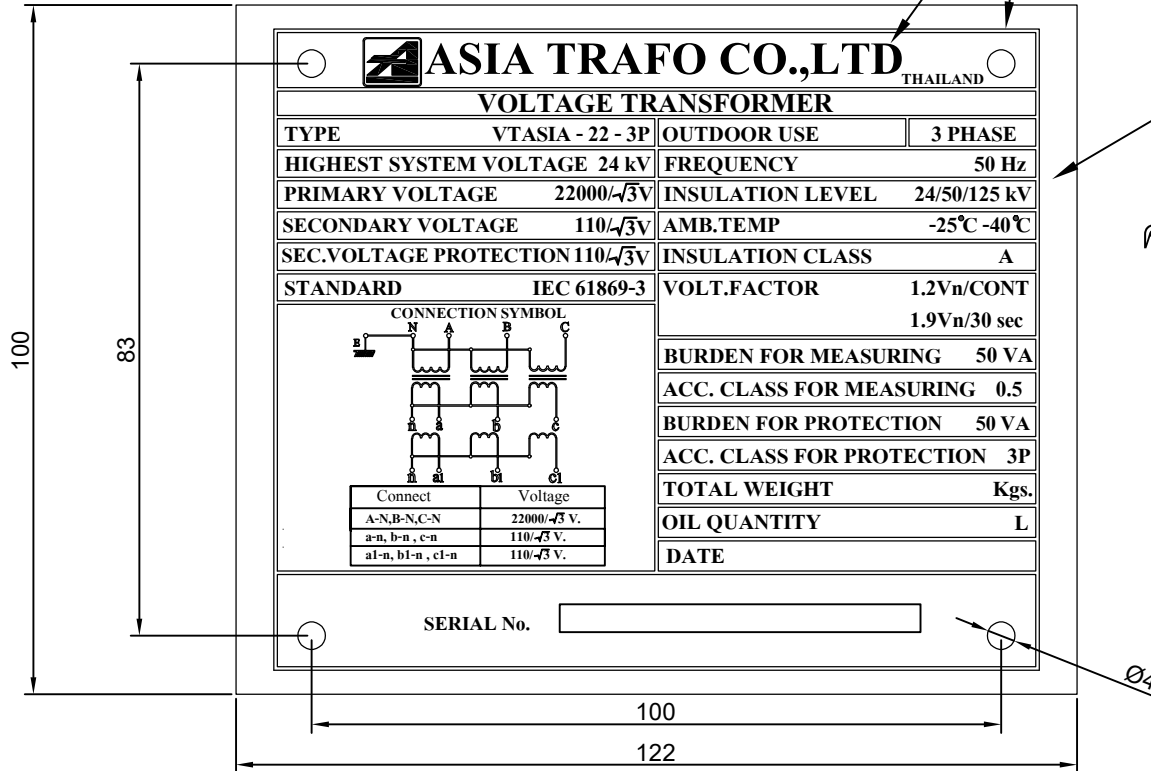 ASIA TRAFO CO.,LTD THAILAND
VOLTAGE TRANSFORMER
TYPE VTASIA - 22 - 3P
HIGHEST SYSTEM VOLTAGE 24 kV
PRIMARY VOLTAGE 22000/√3V
SECONDARY VOLTAGE 110/√3V
SEC.VOLTAGE PROTECTION 110/√3V
STANDARD IEC 61869-3
CONNECTION SYMBOL
N A B C
E
n a b c
n a1 b1 c1
Connect Voltage
A-N,B-N,C-N 22000/√3 V.
a-n, b-n , c-n 110/√3 V.
a1-n, b1-n , c1-n 110/√3 V.
OUTDOOR USE 3 PHASE
FREQUENCY 50 Hz
INSULATION LEVEL 24/50/125 kV
AMB.TEMP -25°C -40°C
INSULATION CLASS A
VOLT.FACTOR 1.2Vn/CONT
1.9Vn/30 sec
BURDEN FOR MEASURING 50 VA
ACC. CLASS FOR MEASURING 0.5
BURDEN FOR PROTECTION 50 VA
ACC. CLASS FOR PROTECTION 3P
TOTAL WEIGHT Kgs.
OIL QUANTITY L
DATE
SERIAL No.
100
83
100
122
Ø4